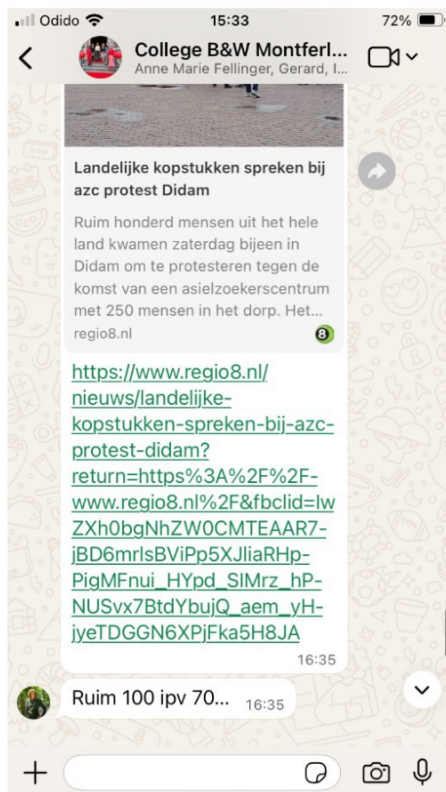 Odido 15:33 72%
College B&W Montferl...
Anne Marie Fellinger, Gerard, I...
Landelijke kopstukken spreken bij
azc protest Didam
Ruim honderd mensen uit het hele
land kwamen zaterdag bijeen in
Didam om te protesteren tegen de
komst van een asielzoekerscentrum
met 250 mensen in het dorp. Het...
regio8.nl 8
https://www.regio8.nl/
nieuws/landelijke-
kopstukken-spreken-bij-azc-
protest-didam?
return=https%3A%2F%2F-
www.regio8.nl%2F&fbclid=Iw
ZXh0bgNhZW0CMTEAAR7-
jBD6mrlsBViPp5XJliaRHp-
PigMFnui_HYpd_SlMrz_hP-
NUSvx7BtdYbujQ_aem_yH-
jyeTDGGN6XPjFka5H8JA
16:35
Ruim 100 ipv 70... 16:35